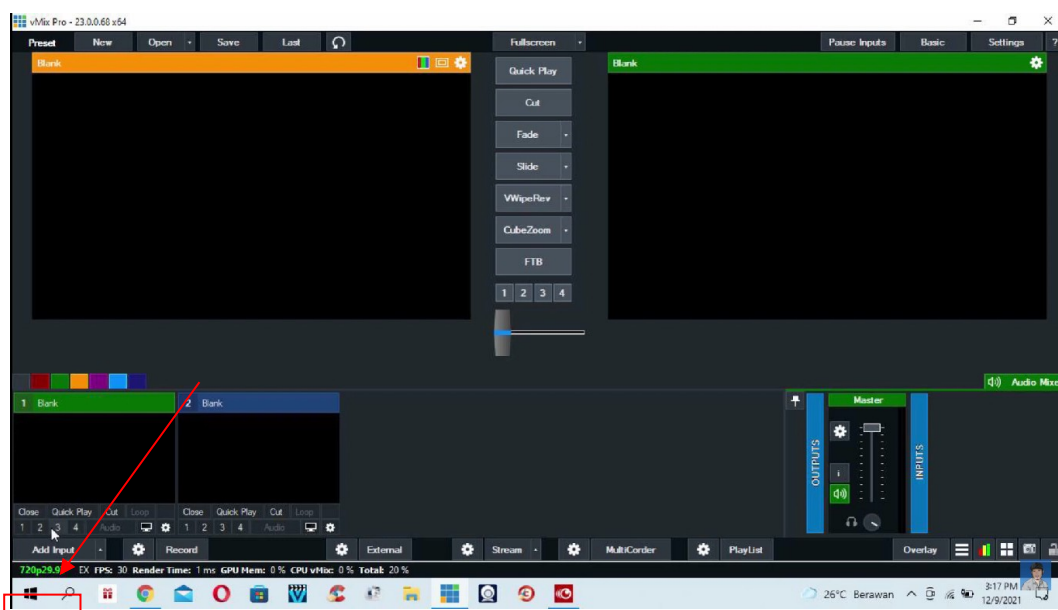 vMix Pro - 23.0.0.68 x64
Preset New Open Save Last Fullscreen Pause Inputs Basic Settings ?
Blank
Blank
Quick Play
Cut
Fade
Slide
VWipeRev
CubeZoom
FTB
1 2 3 4
Audio Mixe
1 Blank
2 Blank
Master
OUTPUTS
INPUTS
i
Close Quick Play Cut Loop Close Quick Play Cut Loop
1 2 3 4 Audio 1 2 3 4 Audio
Add Input Record External Stream MultiCorder PlayList Overlay
720p29.9 EX FPS: 30 Render Time: 1 ms GPU Mem: 0 % CPU vMix: 0 % Total: 20 %
26°C Berawan 3:17 PM
12/9/2021